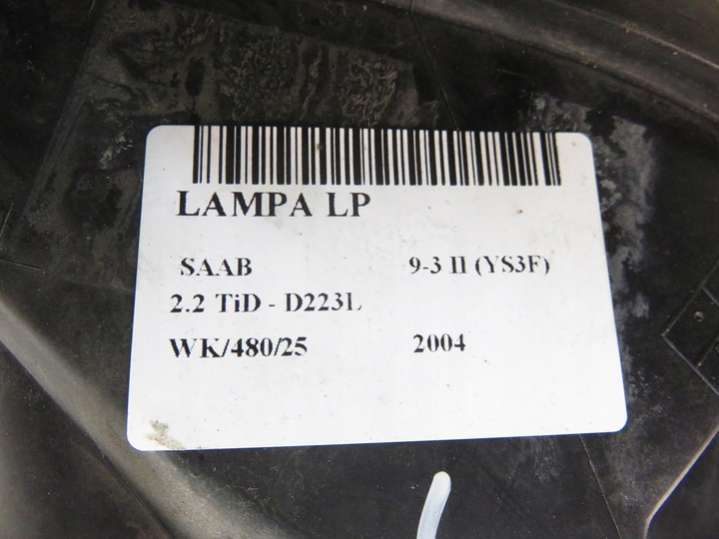 LAMPA LP
SAAB 9-3 II (YS3F)
2.2 TiD - D223L
WK/480/25 2004